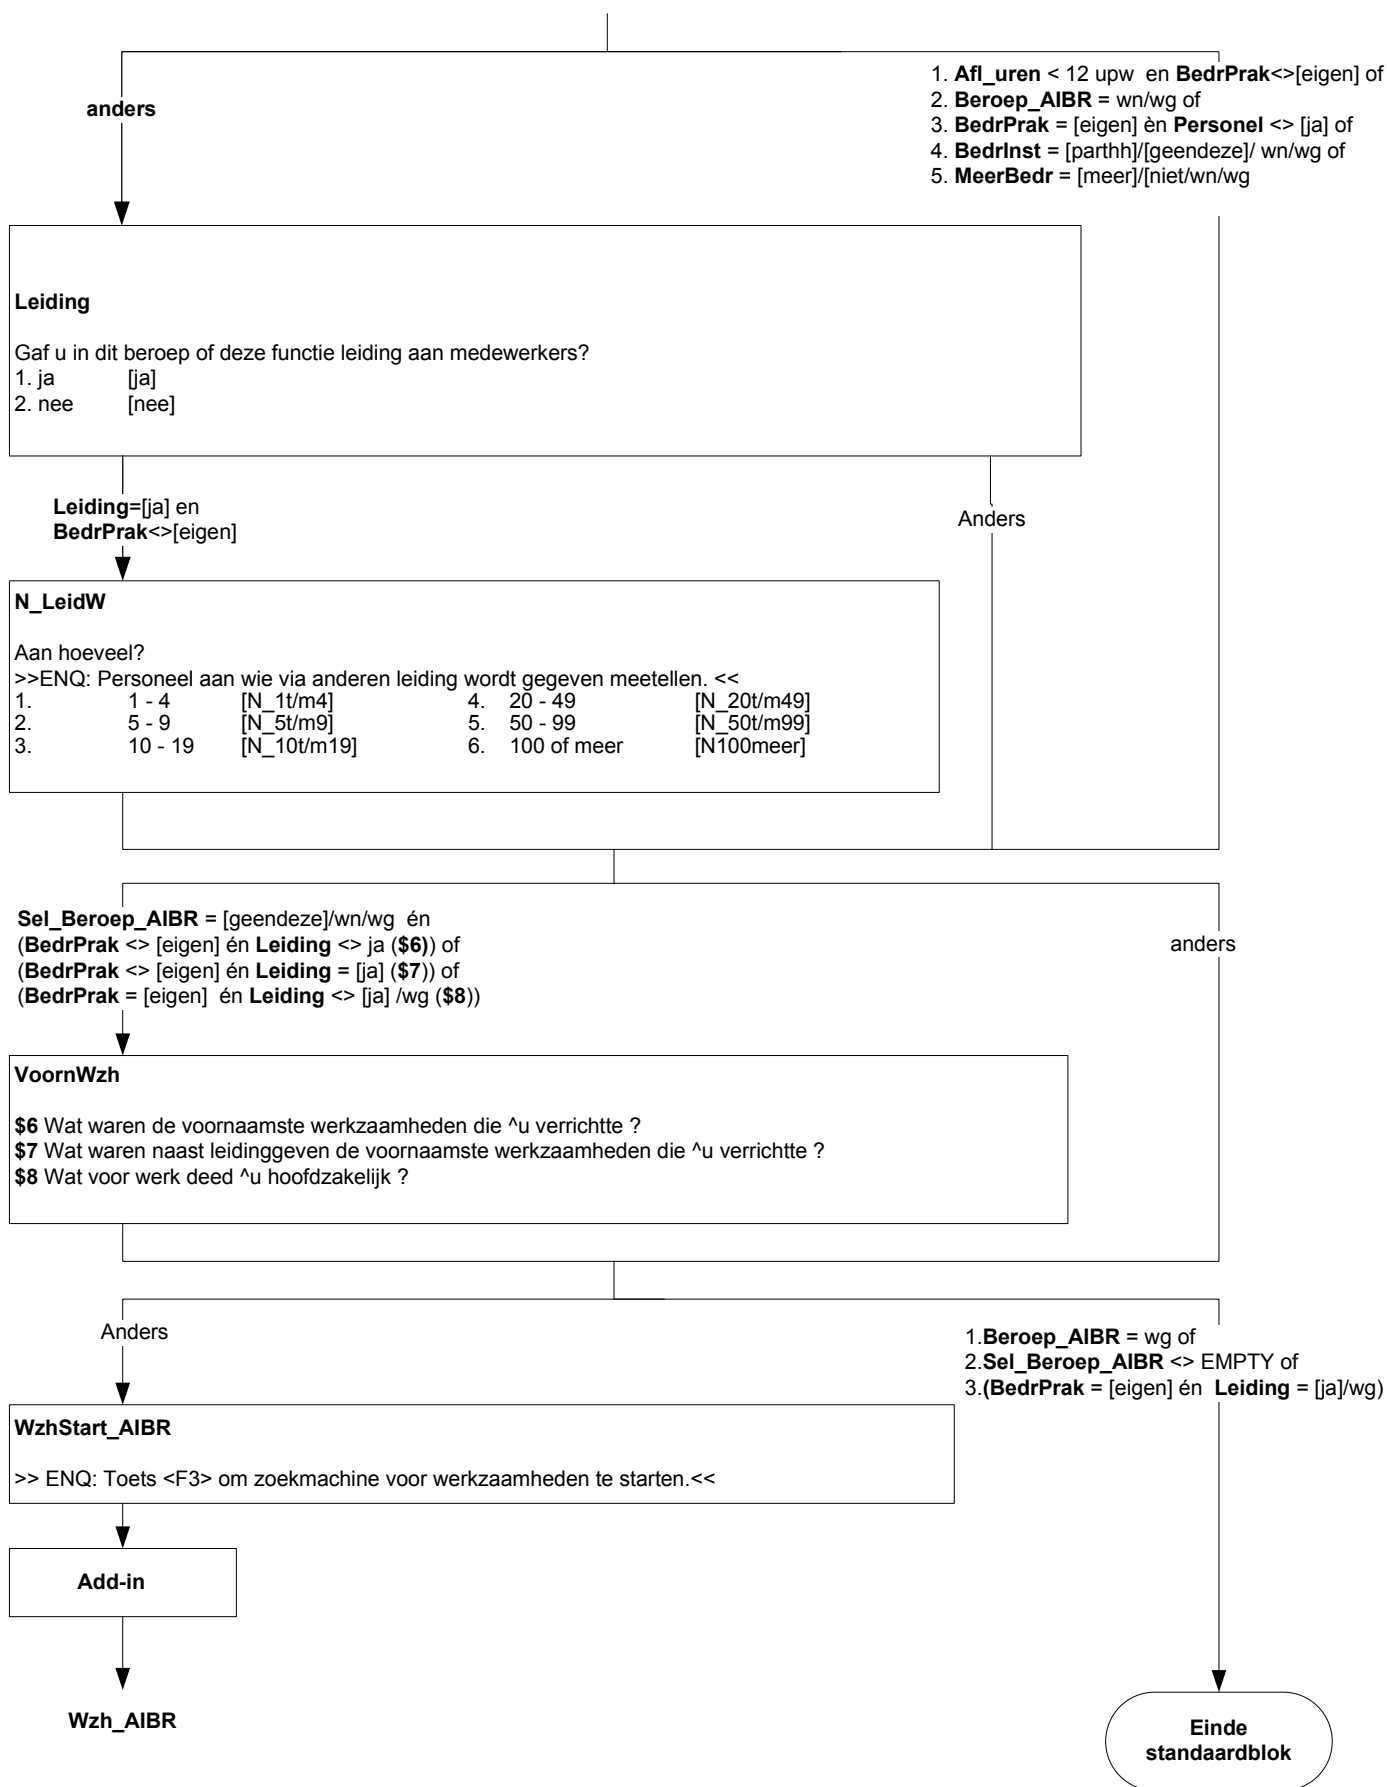 anders
1. Afl_uren < 12 upw en BedrPrak<>[eigen] of
2. Beroep_AIBR = wn/wg of
3. BedrPrak = [eigen] èn Personel <> [ja] of
4. BedrInst = [parthh]/[geendeze]/ wn/wg of
5. MeerBedr = [meer]/[niet/wn/wg
Leiding
Gaf u in dit beroep of deze functie leiding aan medewerkers?
1. ja [ja]
2. nee [nee]
Leiding=[ja] en
BedrPrak<>[eigen]
Anders
N_LeidW
Aan hoeveel?
>>ENQ: Personeel aan wie via anderen leiding wordt gegeven meetellen. <<
1. 1 - 4 [N_1t/m4] 4. 20 - 49 [N_20t/m49]
2. 5 - 9 [N_5t/m9] 5. 50 - 99 [N_50t/m99]
3. 10 - 19 [N_10t/m19] 6. 100 of meer [N100meer]
Sel_Beroep_AIBR = [geendeze]/wn/wg én
(BedrPrak <> [eigen] én Leiding <> ja ($6)) of
(BedrPrak <> [eigen] én Leiding = [ja] ($7)) of
(BedrPrak = [eigen] én Leiding <> [ja] /wg ($8))
anders
VoornWzh
$6 Wat waren de voornaamste werkzaamheden die ^u verrichtte ?
$7 Wat waren naast leidinggeven de voornaamste werkzaamheden die ^u verrichtte ?
$8 Wat voor werk deed ^u hoofdzakelijk ?
Anders
1.Beroep_AIBR = wg of
2.Sel_Beroep_AIBR <> EMPTY of
3.(BedrPrak = [eigen] én Leiding = [ja]/wg)
WzhStart_AIBR
>> ENQ: Toets <F3> om zoekmachine voor werkzaamheden te starten.<<
Add-in
Wzh_AIBR
Einde
standaardblok